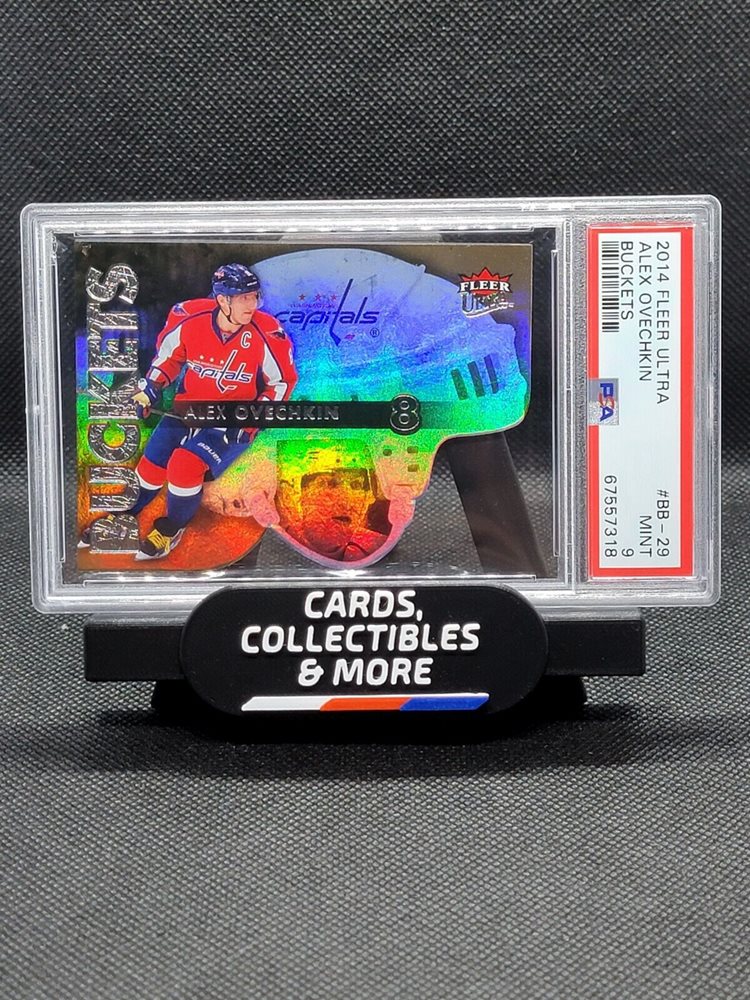 BUCKETS
WASHINGTON
capitals
®
FLEER
ULTRA
C
capitals
ALEX OVECHKIN
8
BAUER
2014 FLEER ULTRA
ALEX OVECHKIN
BUCKETS
#BB-29
MINT
9
67557318
PSA
CARDS,
COLLECTIBLES
& MORE